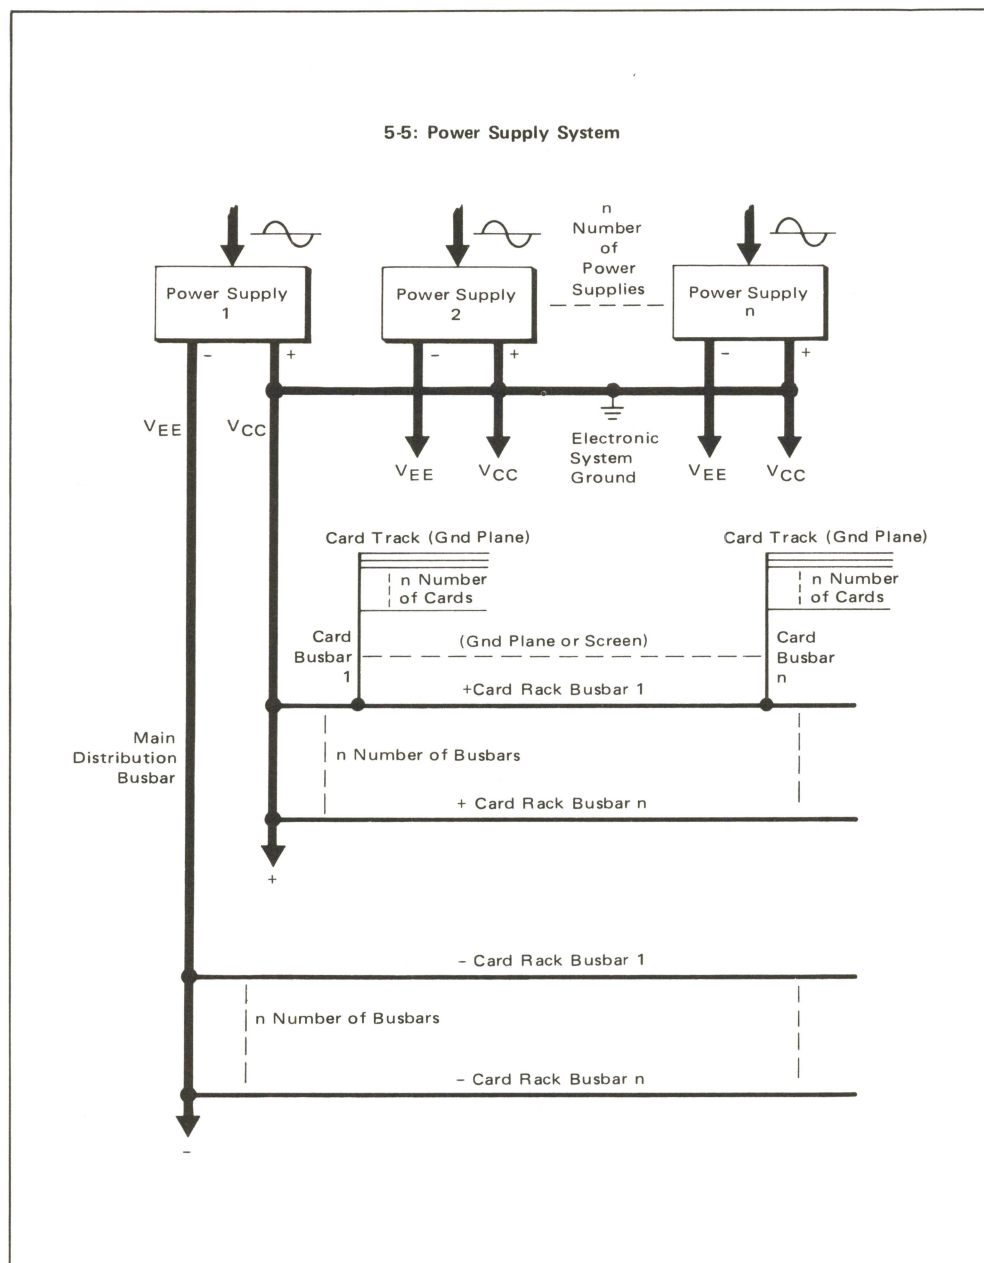 5-5: Power Supply System
n
Number
of
Power
Supplies
Power Supply
1
Power Supply
2
Power Supply
n
-
+
-
+
-
+
VEE
VCC
VEE
VCC
Electronic
System
Ground
VEE
VCC
Card Track (Gnd Plane)
n Number
of Cards
Card Track (Gnd Plane)
n Number
of Cards
Card
Busbar
1
(Gnd Plane or Screen)
Card
Busbar
n
+Card Rack Busbar 1
Main
Distribution
Busbar
n Number of Busbars
+ Card Rack Busbar n
+
– Card Rack Busbar 1
n Number of Busbars
– Card Rack Busbar n
–